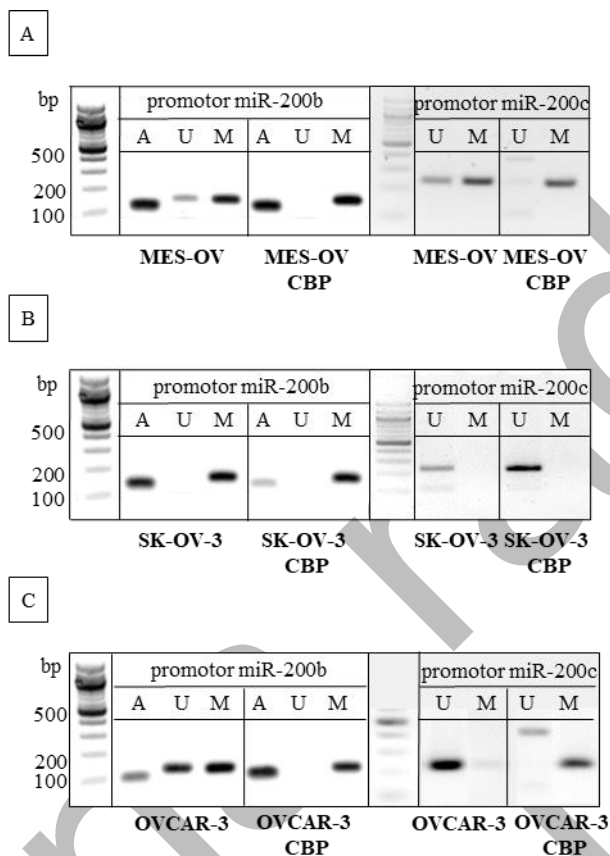 A
bp
promotor miR-200b
promotor miR-200c
A U M A U M
U M U M
500
200
100
MES-OV MES-OV CBP
MES-OV MES-OV CBP
B
bp
promotor miR-200b
promotor miR-200c
A U M A U M
U M U M
500
200
100
SK-OV-3 SK-OV-3 CBP
SK-OV-3 SK-OV-3 CBP
C
bp
promotor miR-200b
promotor miR-200c
A U M A U M
U M U M
500
200
100
OVCAR-3 OVCAR-3 CBP
OVCAR-3 OVCAR-3 CBP